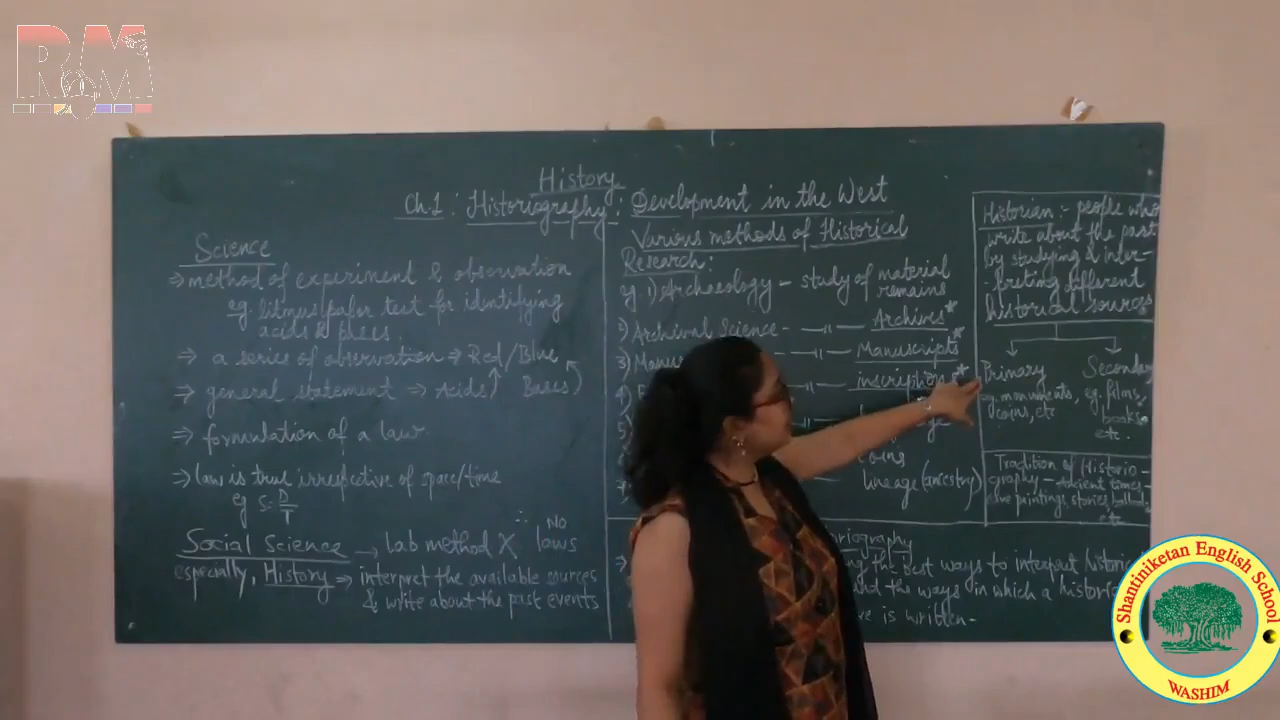 History
Ch.1 : Historiography : Development in the West
Science
⇒ method of experiment & observation
eg. litmus paper test for identifying
acids &
⇒ a series of observation ⇒ Red/Blue
⇒ general statement → Acids Bases
⇒ formulation of a law.
⇒ law is true irrespective of space/time
eg S = D/T
Social Science → Lab method X ∴ No laws
especially, History ⇒ interpret the available sources
& write about the past events
Various methods of Historical
Research :
eg. 1) Archaeology - study of material
remains
2) Archival Science - —॥— Archives*
3) Manus —॥— Manuscripts*
4) —॥— inscriptions*
5) —॥—
coins
lineage (ancestry)
the best ways to interpret historic
and the ways in which a historic
is written-
Historian :- people who
write about the past
by studying & inter-
-preting different
historical sources
Primary
eg. monuments,
coins, etc
Secondary
eg. films,
books
etc.
Tradition of Historio-
graphy - Ancient times -
cave paintings, stories,
etc
Shantiniketan English School
WASHIM